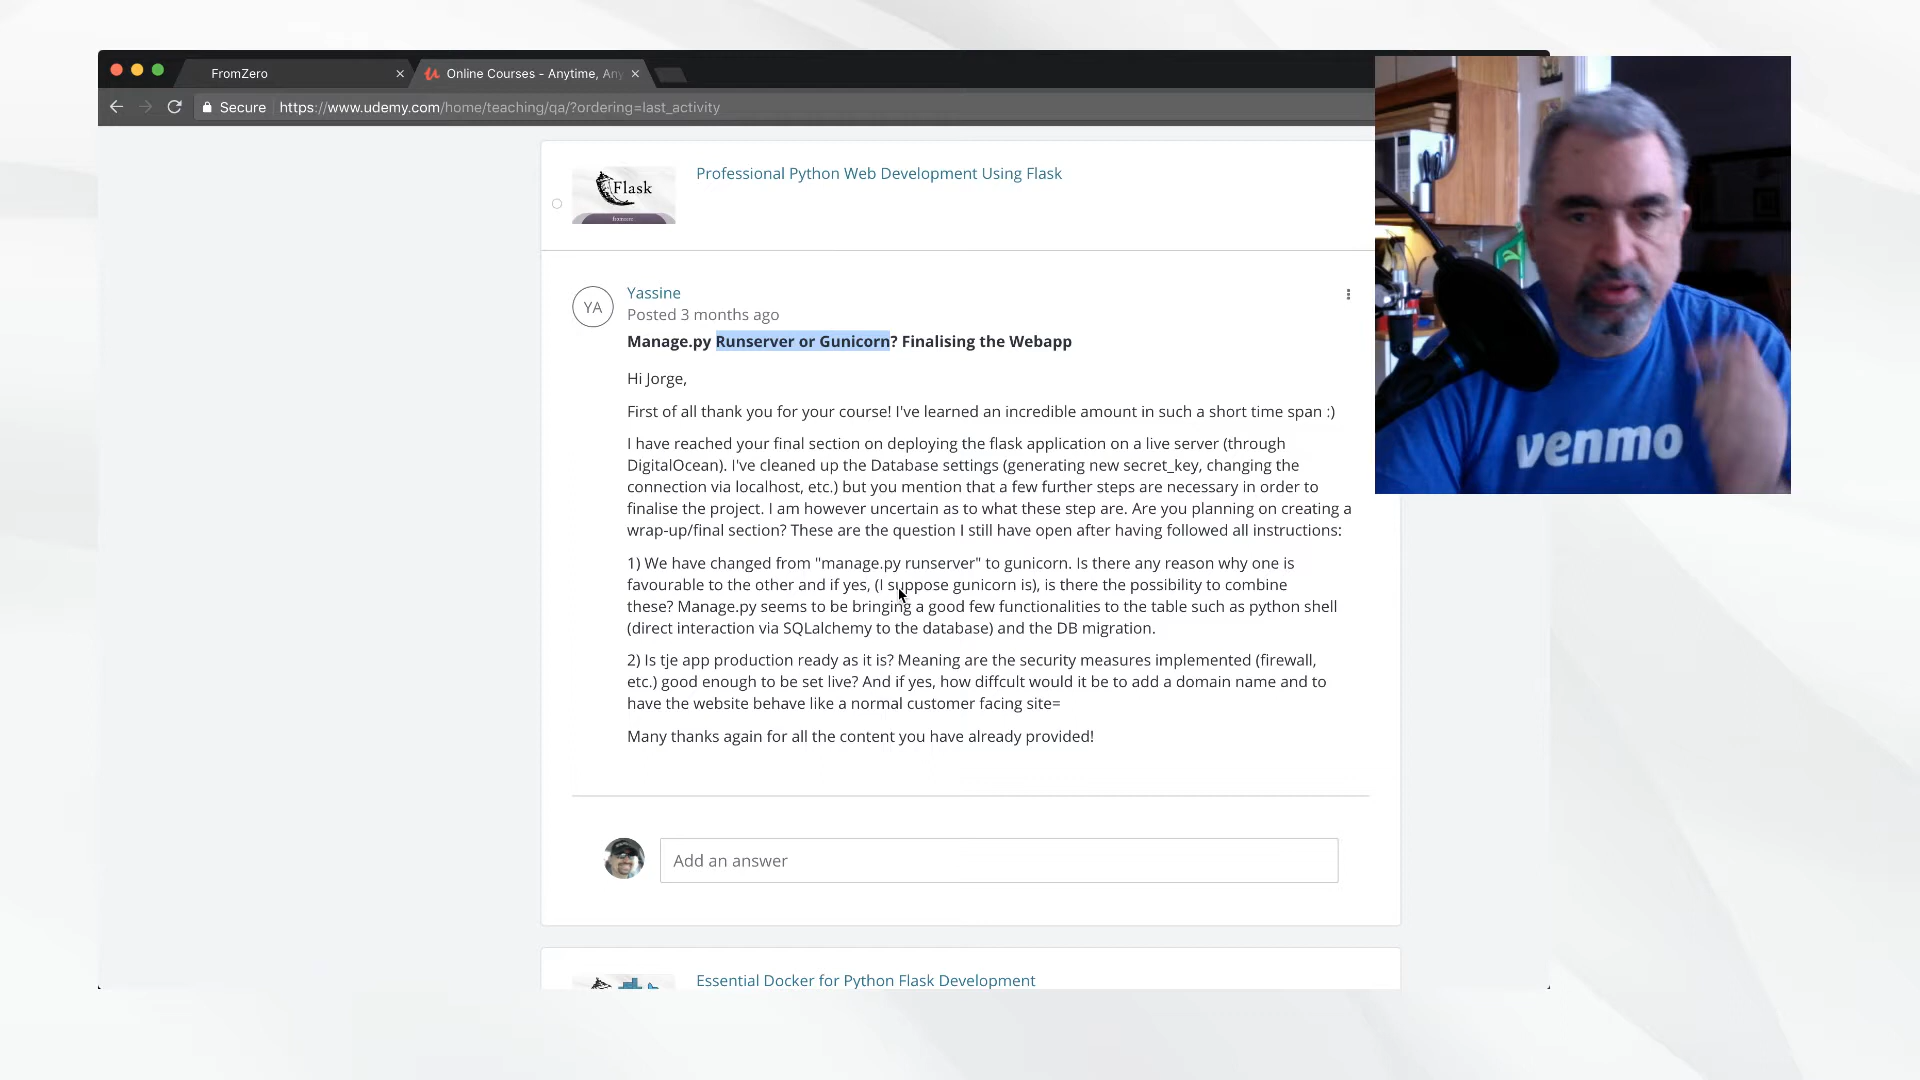 FromZero
Online Courses - Anytime, Any
Secure https://www.udemy.com/home/teaching/qa/?ordering=last_activity
Flask
Professional Python Web Development Using Flask
YA
Yassine
Posted 3 months ago
Manage.py Runserver or Gunicorn? Finalising the Webapp
Hi Jorge,
First of all thank you for your course! I've learned an incredible amount in such a short time span :)
I have reached your final section on deploying the flask application on a live server (through
DigitalOcean). I've cleaned up the Database settings (generating new secret_key, changing the
connection via localhost, etc.) but you mention that a few further steps are necessary in order to
finalise the project. I am however uncertain as to what these step are. Are you planning on creating a
wrap-up/final section? These are the question I still have open after having followed all instructions:
1) We have changed from "manage.py runserver" to gunicorn. Is there any reason why one is
favourable to the other and if yes, (I suppose gunicorn is), is there the possibility to combine
these? Manage.py seems to be bringing a good few functionalities to the table such as python shell
(direct interaction via SQLalchemy to the database) and the DB migration.
2) Is tje app production ready as it is? Meaning are the security measures implemented (firewall,
etc.) good enough to be set live? And if yes, how diffcult would it be to add a domain name and to
have the website behave like a normal customer facing site=
Many thanks again for all the content you have already provided!
Add an answer
Essential Docker for Python Flask Development
venmo